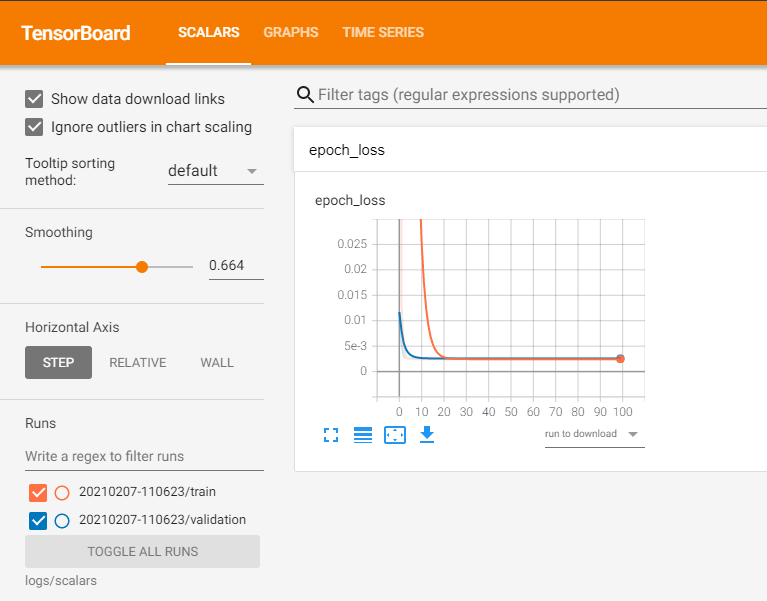 TensorBoard
SCALARS GRAPHS TIME SERIES
Show data download links
Ignore outliers in chart scaling
Tooltip sorting
method:
default
Smoothing
0.664
Horizontal Axis
STEP RELATIVE WALL
Runs
Write a regex to filter runs
20210207-110623/train
20210207-110623/validation
TOGGLE ALL RUNS
logs/scalars
Filter tags (regular expressions supported)
epoch_loss
epoch_loss
0.025
0.02
0.015
0.01
5e-3
0
0 10 20 30 40 50 60 70 80 90 100
run to download